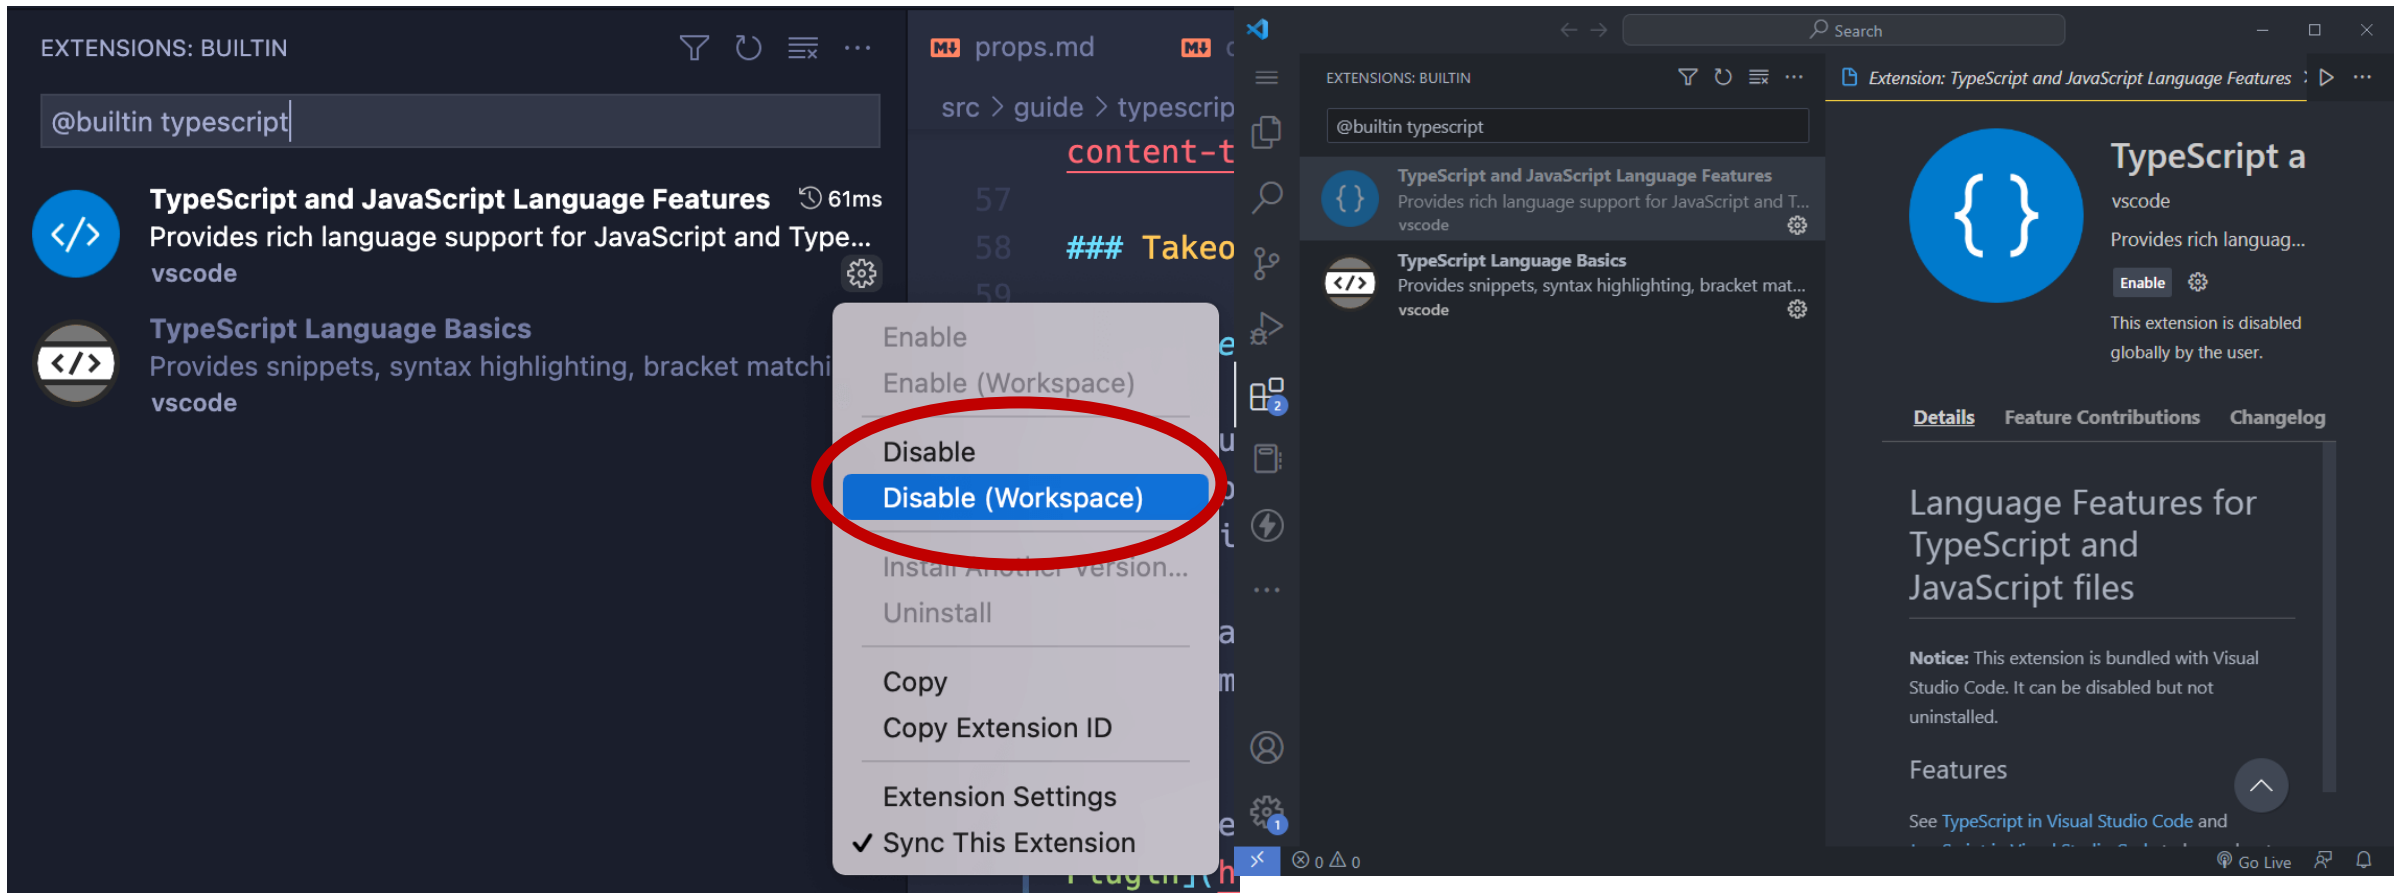 EXTENSIONS: BUILTIN
@builtin typescript
TypeScript and JavaScript Language Features 61ms
Provides rich language support for JavaScript and Type...
vscode
TypeScript Language Basics
Provides snippets, syntax highlighting, bracket matchi
vscode
props.md
src > guide > typescrip
content-t
57
58 ### Takeo
59
Enable
Enable (Workspace)
Disable
Disable (Workspace)
Install Another Version...
Uninstall
Copy
Copy Extension ID
Extension Settings
✓ Sync This Extension
Search
EXTENSIONS: BUILTIN
@builtin typescript
TypeScript and JavaScript Language Features
Provides rich language support for JavaScript and T...
vscode
TypeScript Language Basics
Provides snippets, syntax highlighting, bracket mat...
vscode
2
1
0 0
Extension: TypeScript and JavaScript Language Features
TypeScript a
vscode
Provides rich languag...
Enable
This extension is disabled
globally by the user.
Details Feature Contributions Changelog
Language Features for
TypeScript and
JavaScript files
Notice: This extension is bundled with Visual
Studio Code. It can be disabled but not
uninstalled.
Features
See TypeScript in Visual Studio Code and
Go Live